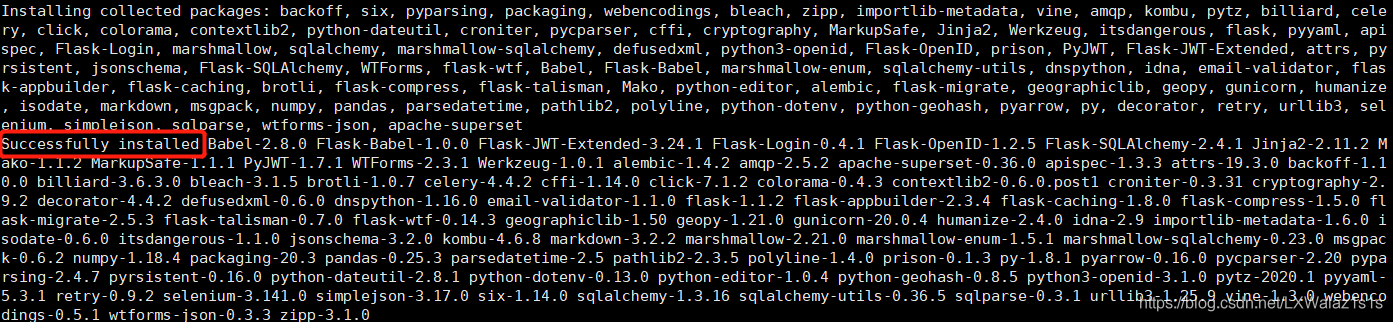 Installing collected packages: backoff, six, pyparsing, packaging, webencodings, bleach, zipp, importlib-metadata, vine, amqp, kombu, pytz, billiard, cele
ry, click, colorama, contextlib2, python-dateutil, croniter, pycparser, cffi, cryptography, MarkupSafe, Jinja2, Werkzeug, itsdangerous, flask, pyyaml, api
spec, Flask-Login, marshmallow, sqlalchemy, marshmallow-sqlalchemy, defusedxml, python3-openid, Flask-OpenID, prison, PyJWT, Flask-JWT-Extended, attrs, py
rsistent, jsonschema, Flask-SQLAlchemy, WTForms, flask-wtf, Babel, Flask-Babel, marshmallow-enum, sqlalchemy-utils, dnspython, idna, email-validator, flas
k-appbuilder, flask-caching, brotli, flask-compress, flask-talisman, Mako, python-editor, alembic, flask-migrate, geographiclib, geopy, gunicorn, humanize
, isodate, markdown, msgpack, numpy, pandas, parsedatetime, pathlib2, polyline, python-dotenv, python-geohash, pyarrow, py, decorator, retry, urllib3, sel
enium, simplejson, sqlparse, wtforms-json, apache-superset
Successfully installed Babel-2.8.0 Flask-Babel-1.0.0 Flask-JWT-Extended-3.24.1 Flask-Login-0.4.1 Flask-OpenID-1.2.5 Flask-SQLAlchemy-2.4.1 Jinja2-2.11.2 M
ako-1.1.2 MarkupSafe-1.1.1 PyJWT-1.7.1 WTForms-2.3.1 Werkzeug-1.0.1 alembic-1.4.2 amqp-2.5.2 apache-superset-0.36.0 apispec-1.3.3 attrs-19.3.0 backoff-1.1
0.0 billiard-3.6.3.0 bleach-3.1.5 brotli-1.0.7 celery-4.4.2 cffi-1.14.0 click-7.1.2 colorama-0.4.3 contextlib2-0.6.0.post1 croniter-0.3.31 cryptography-2.
9.2 decorator-4.4.2 defusedxml-0.6.0 dnspython-1.16.0 email-validator-1.1.0 flask-1.1.2 flask-appbuilder-2.3.4 flask-caching-1.8.0 flask-compress-1.5.0 fl
ask-migrate-2.5.3 flask-talisman-0.7.0 flask-wtf-0.14.3 geographiclib-1.50 geopy-1.21.0 gunicorn-20.0.4 humanize-2.4.0 idna-2.9 importlib-metadata-1.6.0 i
sodate-0.6.0 itsdangerous-1.1.0 jsonschema-3.2.0 kombu-4.6.8 markdown-3.2.2 marshmallow-2.21.0 marshmallow-enum-1.5.1 marshmallow-sqlalchemy-0.23.0 msgpac
k-0.6.2 numpy-1.18.4 packaging-20.3 pandas-0.25.3 parsedatetime-2.5 pathlib2-2.3.5 polyline-1.4.0 prison-0.1.3 py-1.8.1 pyarrow-0.16.0 pycparser-2.20 pypa
rsing-2.4.7 pyrsistent-0.16.0 python-dateutil-2.8.1 python-dotenv-0.13.0 python-editor-1.0.4 python-geohash-0.8.5 python3-openid-3.1.0 pytz-2020.1 pyyaml-
5.3.1 retry-0.9.2 selenium-3.141.0 simplejson-3.17.0 six-1.14.0 sqlalchemy-1.3.16 sqlalchemy-utils-0.36.5 sqlparse-0.3.1 urllib3-1.25.9 vine-1.3.0 webenco
dings-0.5.1 wtforms-json-0.3.3 zipp-3.1.0